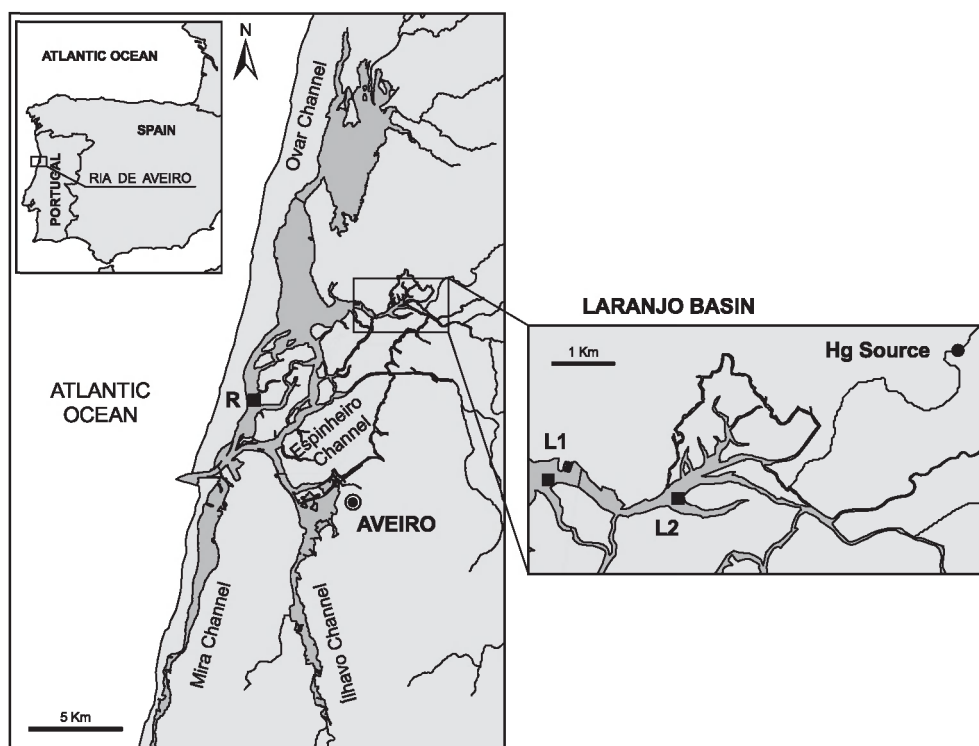 ATLANTIC OCEAN
SPAIN
PORTUGAL
RIA DE AVEIRO
N
Ovar Channel
ATLANTIC
OCEAN
R
Espinheiro
Channel
AVEIRO
Mira Channel
Ílhavo Channel
5 Km
LARANJO BASIN
1 Km
Hg Source
L1
L2